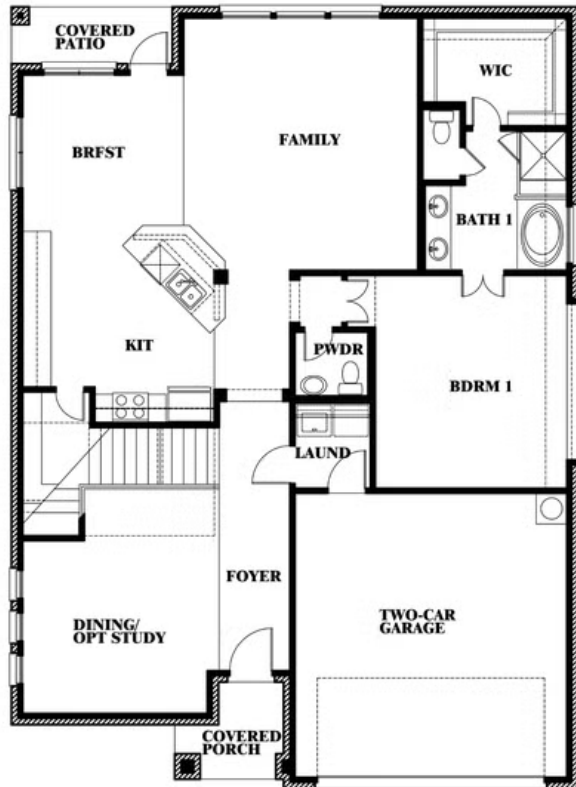 COVERED
PATIO
WIC
BRFST
FAMILY
BATH 1
KIT
PWDR
BDRM 1
LAUND
FOYER
DINING/
OPT STUDY
TWO-CAR
GARAGE
COVERED
PORCH